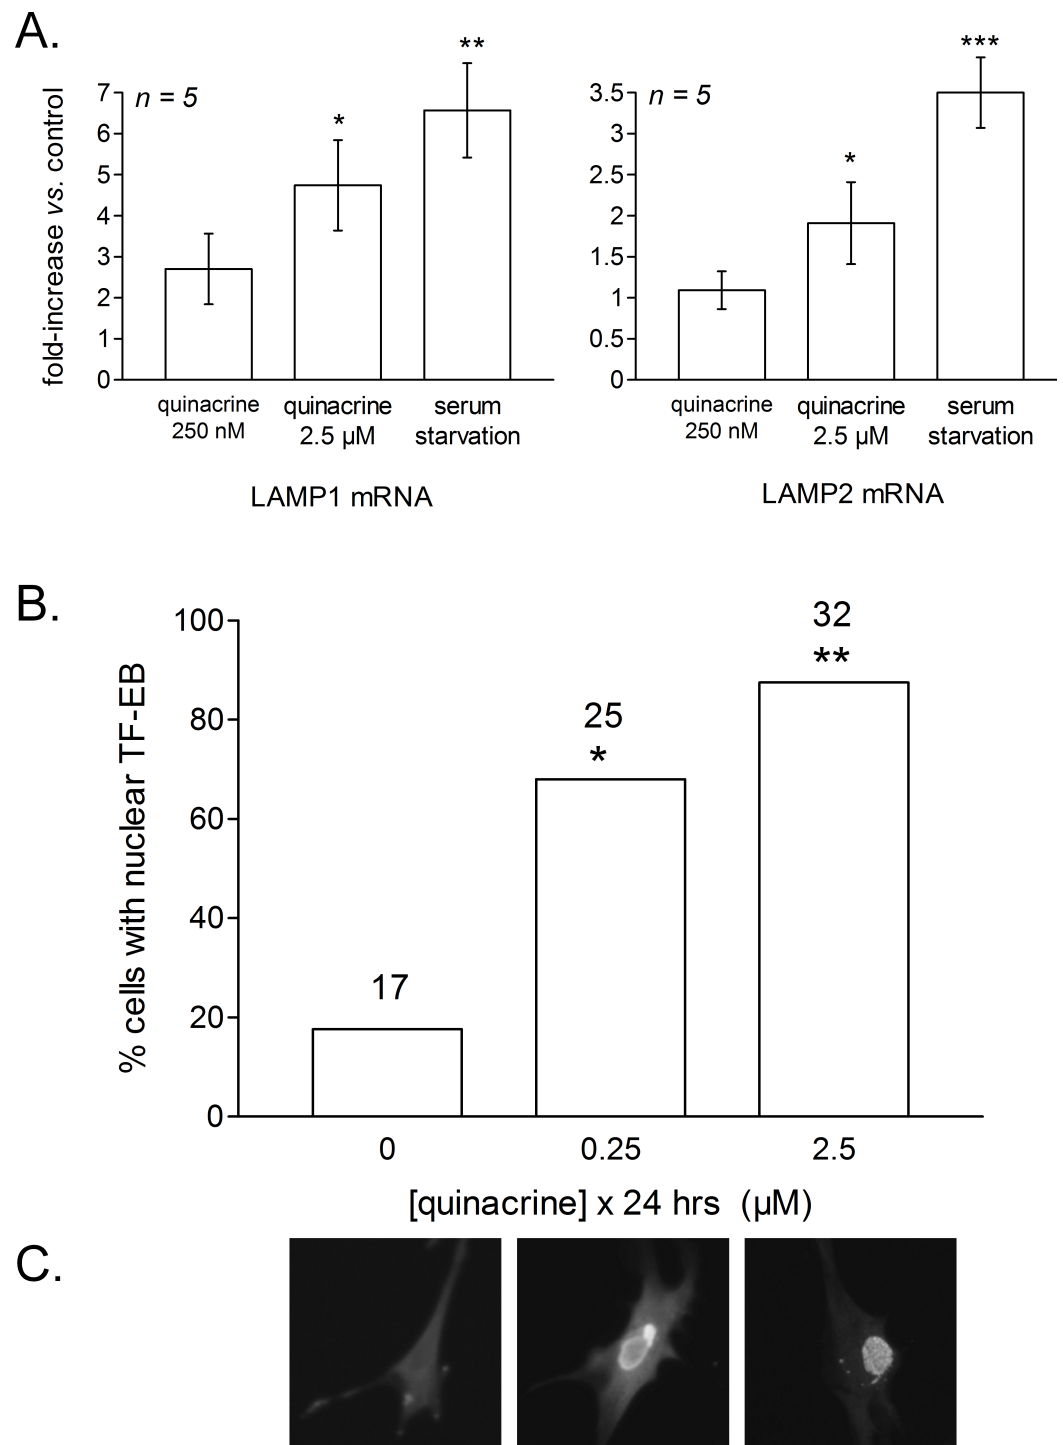 A.
fold-increase vs. control
7
6
5
4
3
2
1
0
n = 5
*
**
quinacrine
250 nM
quinacrine
2.5 µM
serum
starvation
LAMP1 mRNA
3.5
3
2.5
2
1.5
1
0.5
0
n = 5
*
***
quinacrine
250 nM
quinacrine
2.5 µM
serum
starvation
LAMP2 mRNA
B.
% cells with nuclear TF-EB
100
80
60
40
20
0
17
25
*
32
**
0
0.25
2.5
[quinacrine] x 24 hrs (µM)
C.